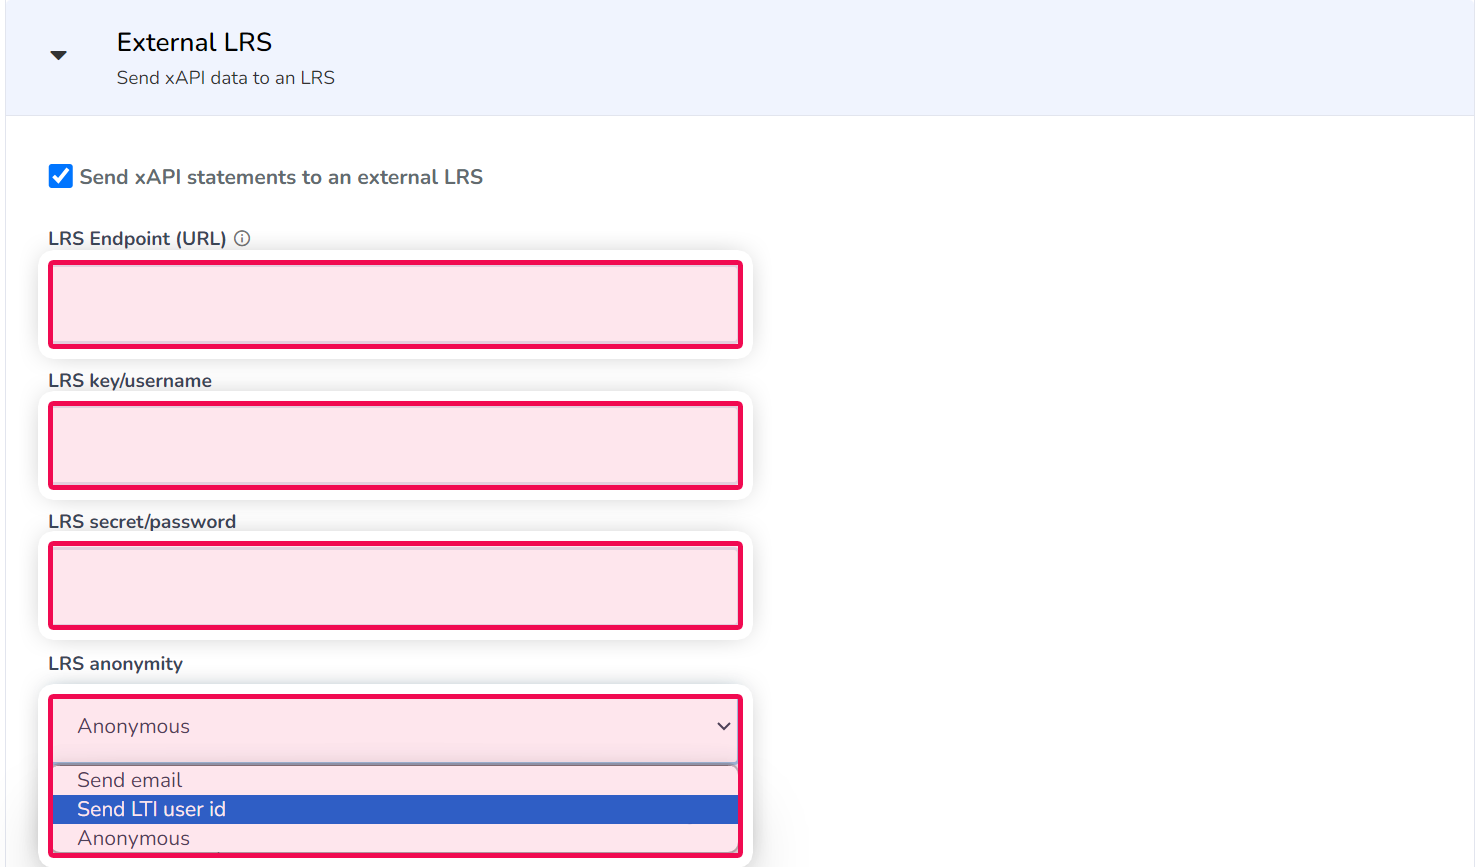 External LRS
Send xAPI data to an LRS
Send xAPI statements to an external LRS
LRS Endpoint (URL)
LRS key/username
LRS secret/password
LRS anonymity
Anonymous
Send email
Send LTI user id
Anonymous